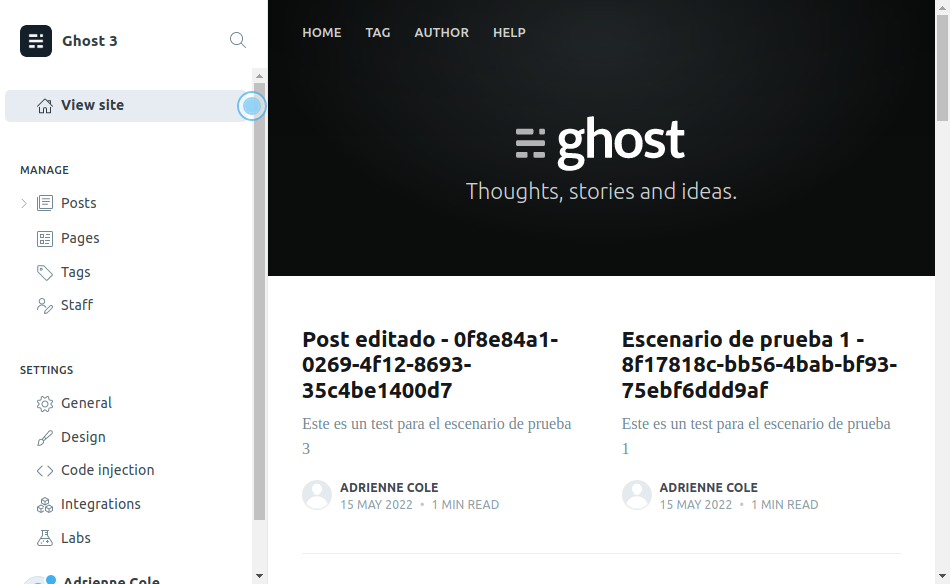 Ghost 3
View site
MANAGE
Posts
Pages
Tags
Staff
SETTINGS
General
Design
Code injection
Integrations
Labs
Adrienne Cole
HOME TAG AUTHOR HELP
ghost
Thoughts, stories and ideas.
Post editado - 0f8e84a1-
0269-4f12-8693-
35c4be1400d7
Este es un test para el escenario de prueba
3
ADRIENNE COLE
15 MAY 2022 • 1 MIN READ
Escenario de prueba 1 -
8f17818c-bb56-4bab-bf93-
75ebf6ddd9af
Este es un test para el escenario de prueba
1
ADRIENNE COLE
15 MAY 2022 • 1 MIN READ